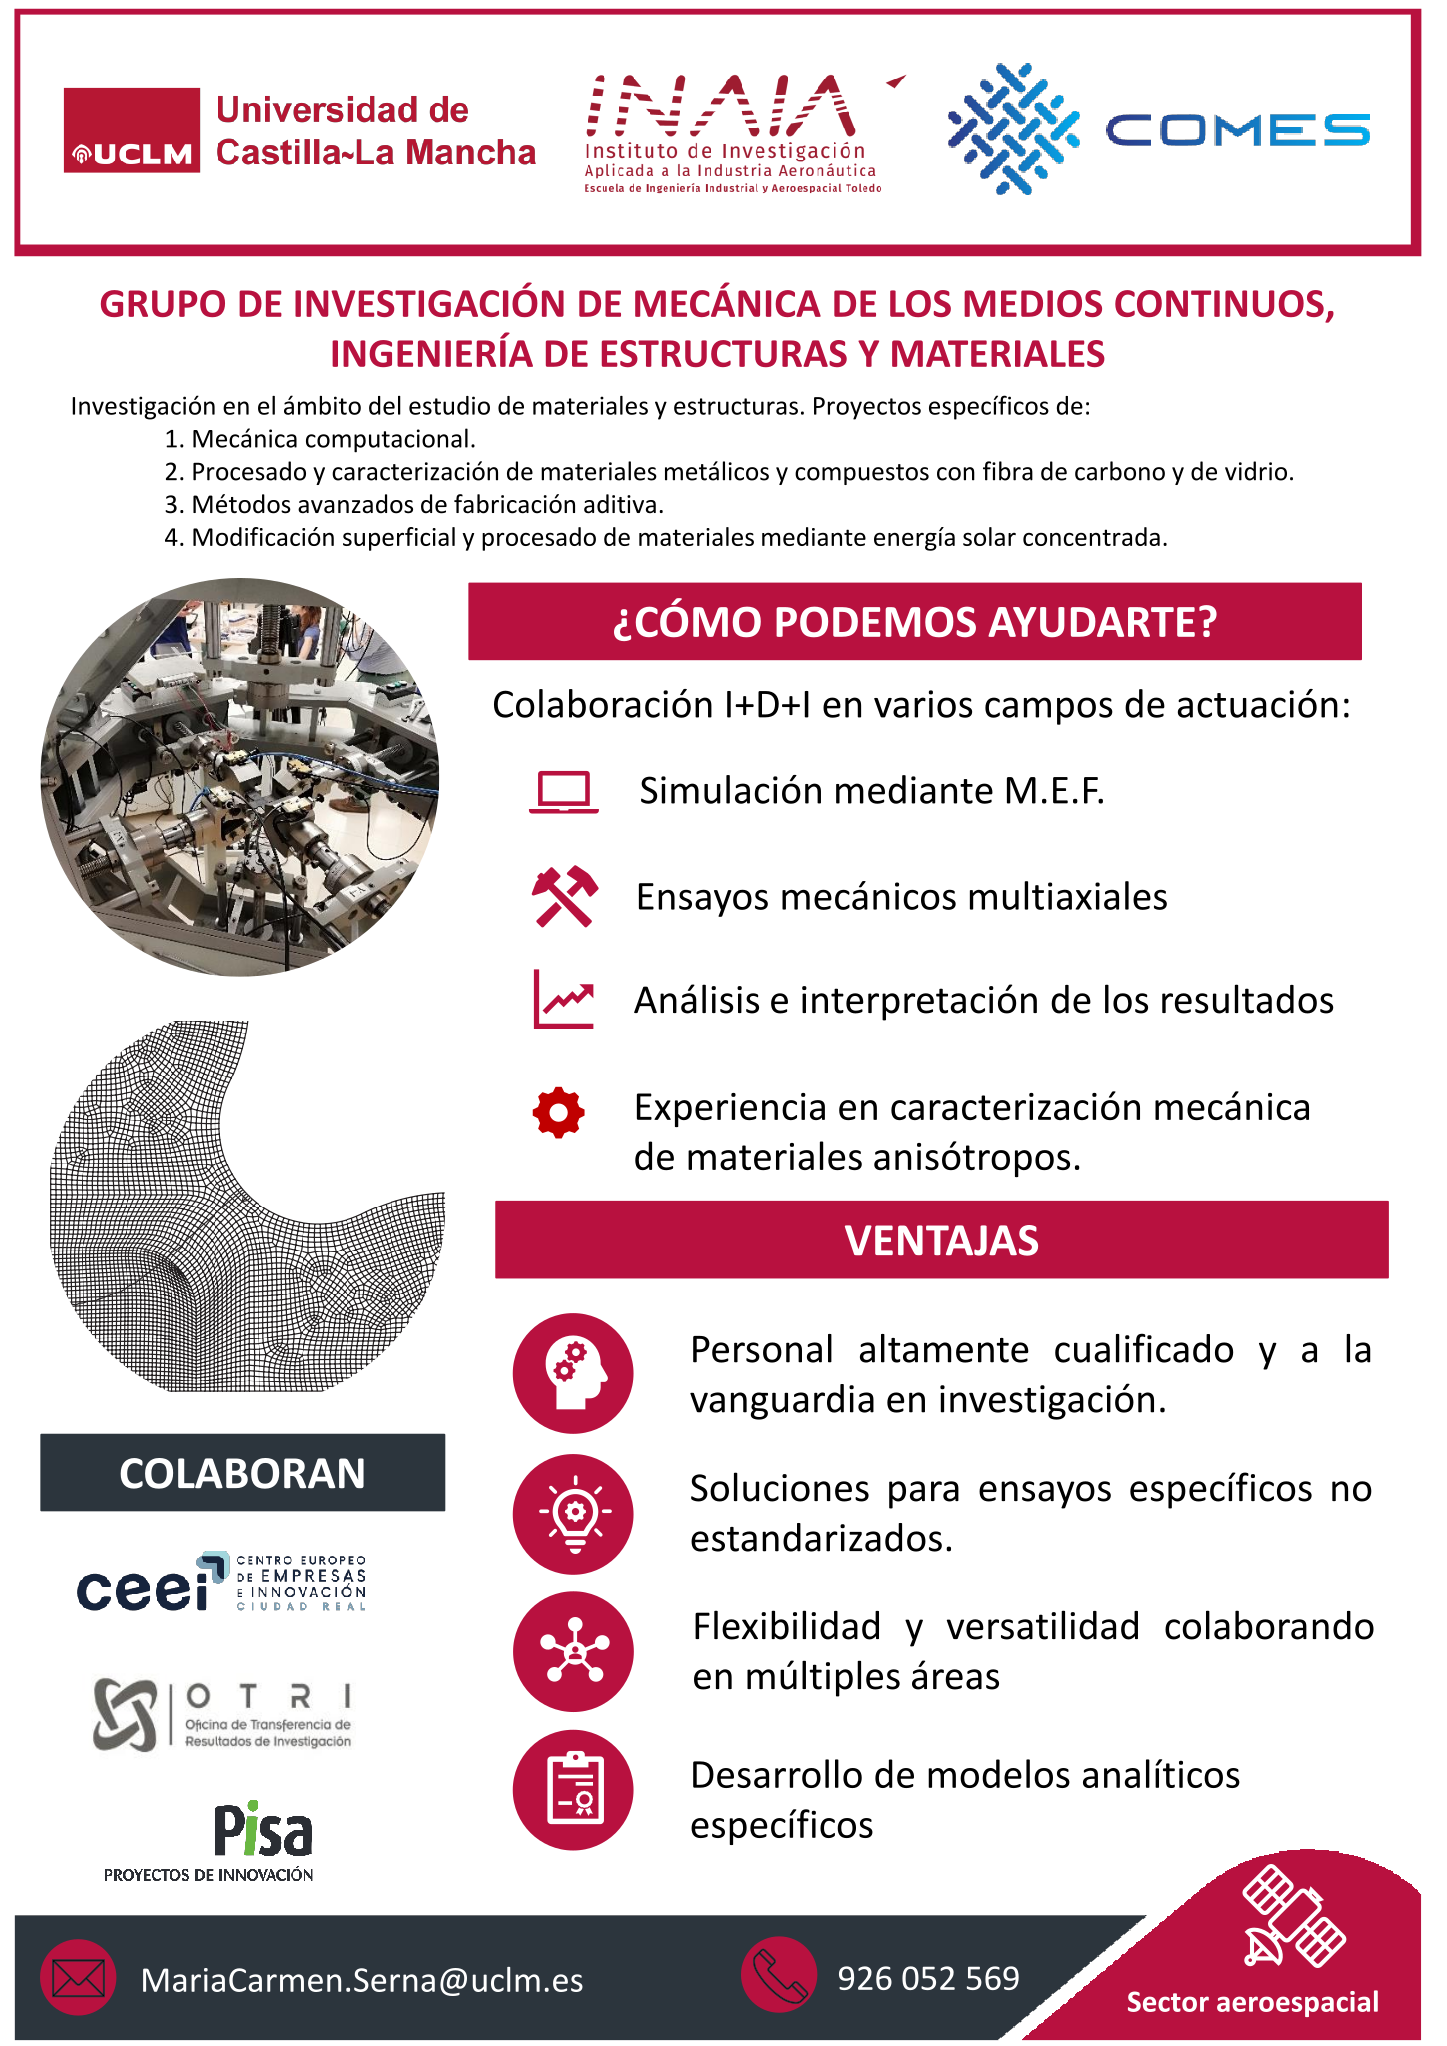 UCLM
Universidad de
Castilla~La Mancha
INAIA
Instituto de Investigación
Aplicada a la Industria Aeronáutica
Escuela de Ingeniería Industrial y Aeroespacial Toledo
COMES
GRUPO DE INVESTIGACIÓN DE MECÁNICA DE LOS MEDIOS CONTINUOS,
INGENIERÍA DE ESTRUCTURAS Y MATERIALES
Investigación en el ámbito del estudio de materiales y estructuras. Proyectos específicos de:
1. Mecánica computacional.
2. Procesado y caracterización de materiales metálicos y compuestos con fibra de carbono y de vidrio.
3. Métodos avanzados de fabricación aditiva.
4. Modificación superficial y procesado de materiales mediante energía solar concentrada.
¿CÓMO PODEMOS AYUDARTE?
Colaboración I+D+I en varios campos de actuación:
Simulación mediante M.E.F.
Ensayos mecánicos multiaxiales
Análisis e interpretación de los resultados
Experiencia en caracterización mecánica
de materiales anisótropos.
VENTAJAS
Personal altamente cualificado y a la
vanguardia en investigación.
Soluciones para ensayos específicos no
estandarizados.
Flexibilidad y versatilidad colaborando
en múltiples áreas
Desarrollo de modelos analíticos
específicos
COLABORAN
ceei
CENTRO EUROPEO
DE EMPRESAS
E INNOVACIÓN
CIUDAD REAL
OTRI
Oficina de Transferencia de
Resultados de Investigación
Pisa
PROYECTOS DE INNOVACIÓN
MariaCarmen.Serna@uclm.es
926 052 569
Sector aeroespacial